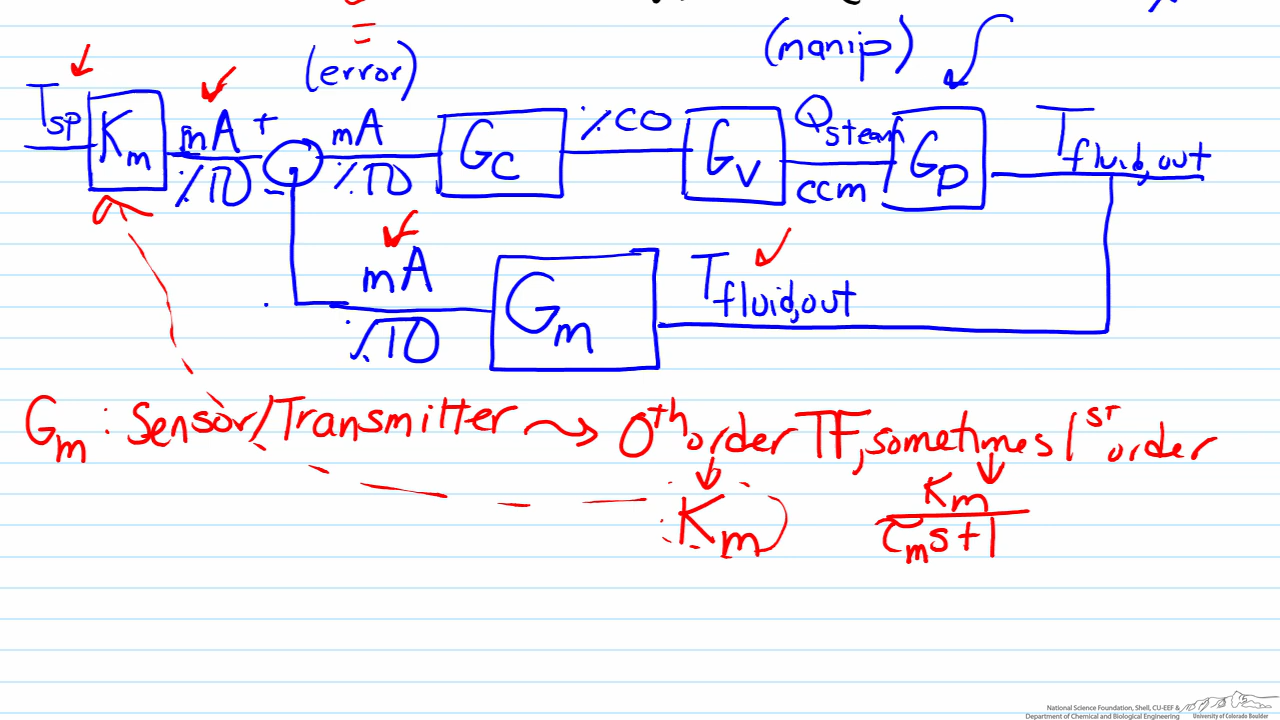 (error)
(manip)
Tsp
Km
mA
%TO
+
-
mA
%TO
Gc
%CO
Gv
Qsteam
ccm
Gp
Tfluid,out
mA
%TO
Gm
Tfluid,out
Gm: Sensor/Transmitter ⇝ 0th order TF, sometimes 1st order
Km
Km
τms+1
National Science Foundation, Shell, CU-EEF &
Department of Chemical and Biological Engineering
University of Colorado Boulder